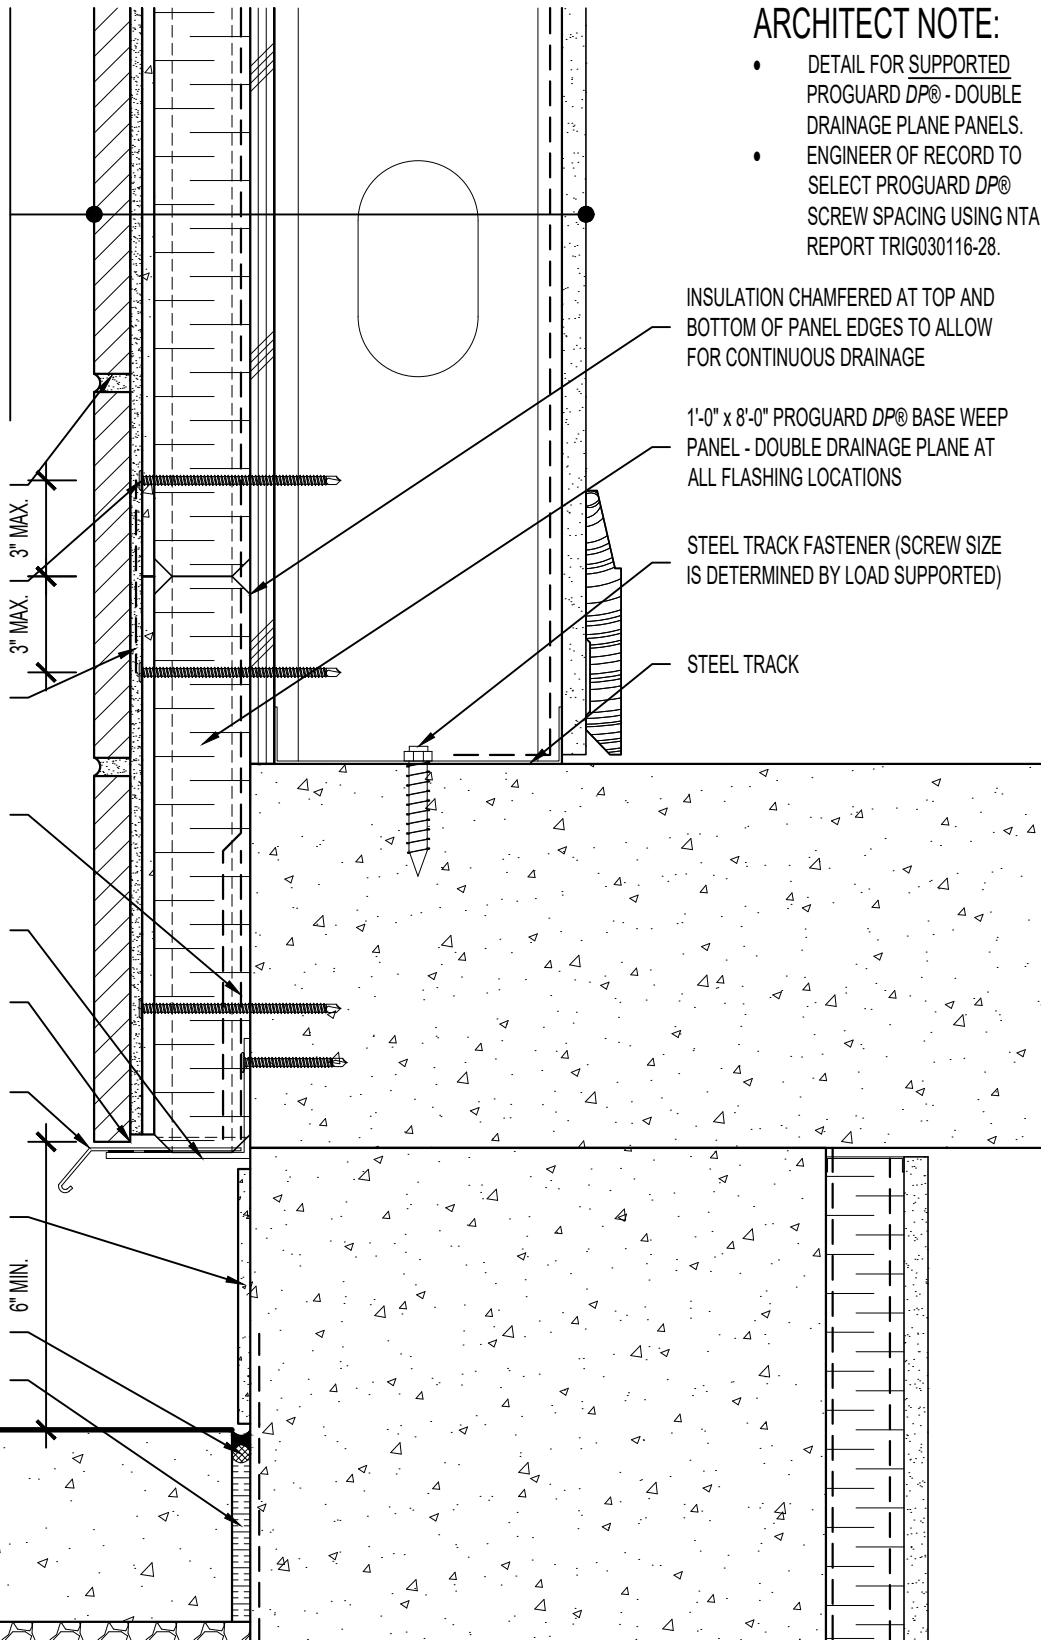 ARCHITECT NOTE:
• DETAIL FOR SUPPORTED
PROGUARD DP® - DOUBLE
DRAINAGE PLANE PANELS.
• ENGINEER OF RECORD TO
SELECT PROGUARD DP®
SCREW SPACING USING NTA
REPORT TRIG030116-28.
INSULATION CHAMFERED AT TOP AND
BOTTOM OF PANEL EDGES TO ALLOW
FOR CONTINUOUS DRAINAGE
1'-0" x 8'-0" PROGUARD DP® BASE WEEP
PANEL - DOUBLE DRAINAGE PLANE AT
ALL FLASHING LOCATIONS
STEEL TRACK FASTENER (SCREW SIZE
IS DETERMINED BY LOAD SUPPORTED)
STEEL TRACK
3" MAX.
3" MAX.
6" MIN.